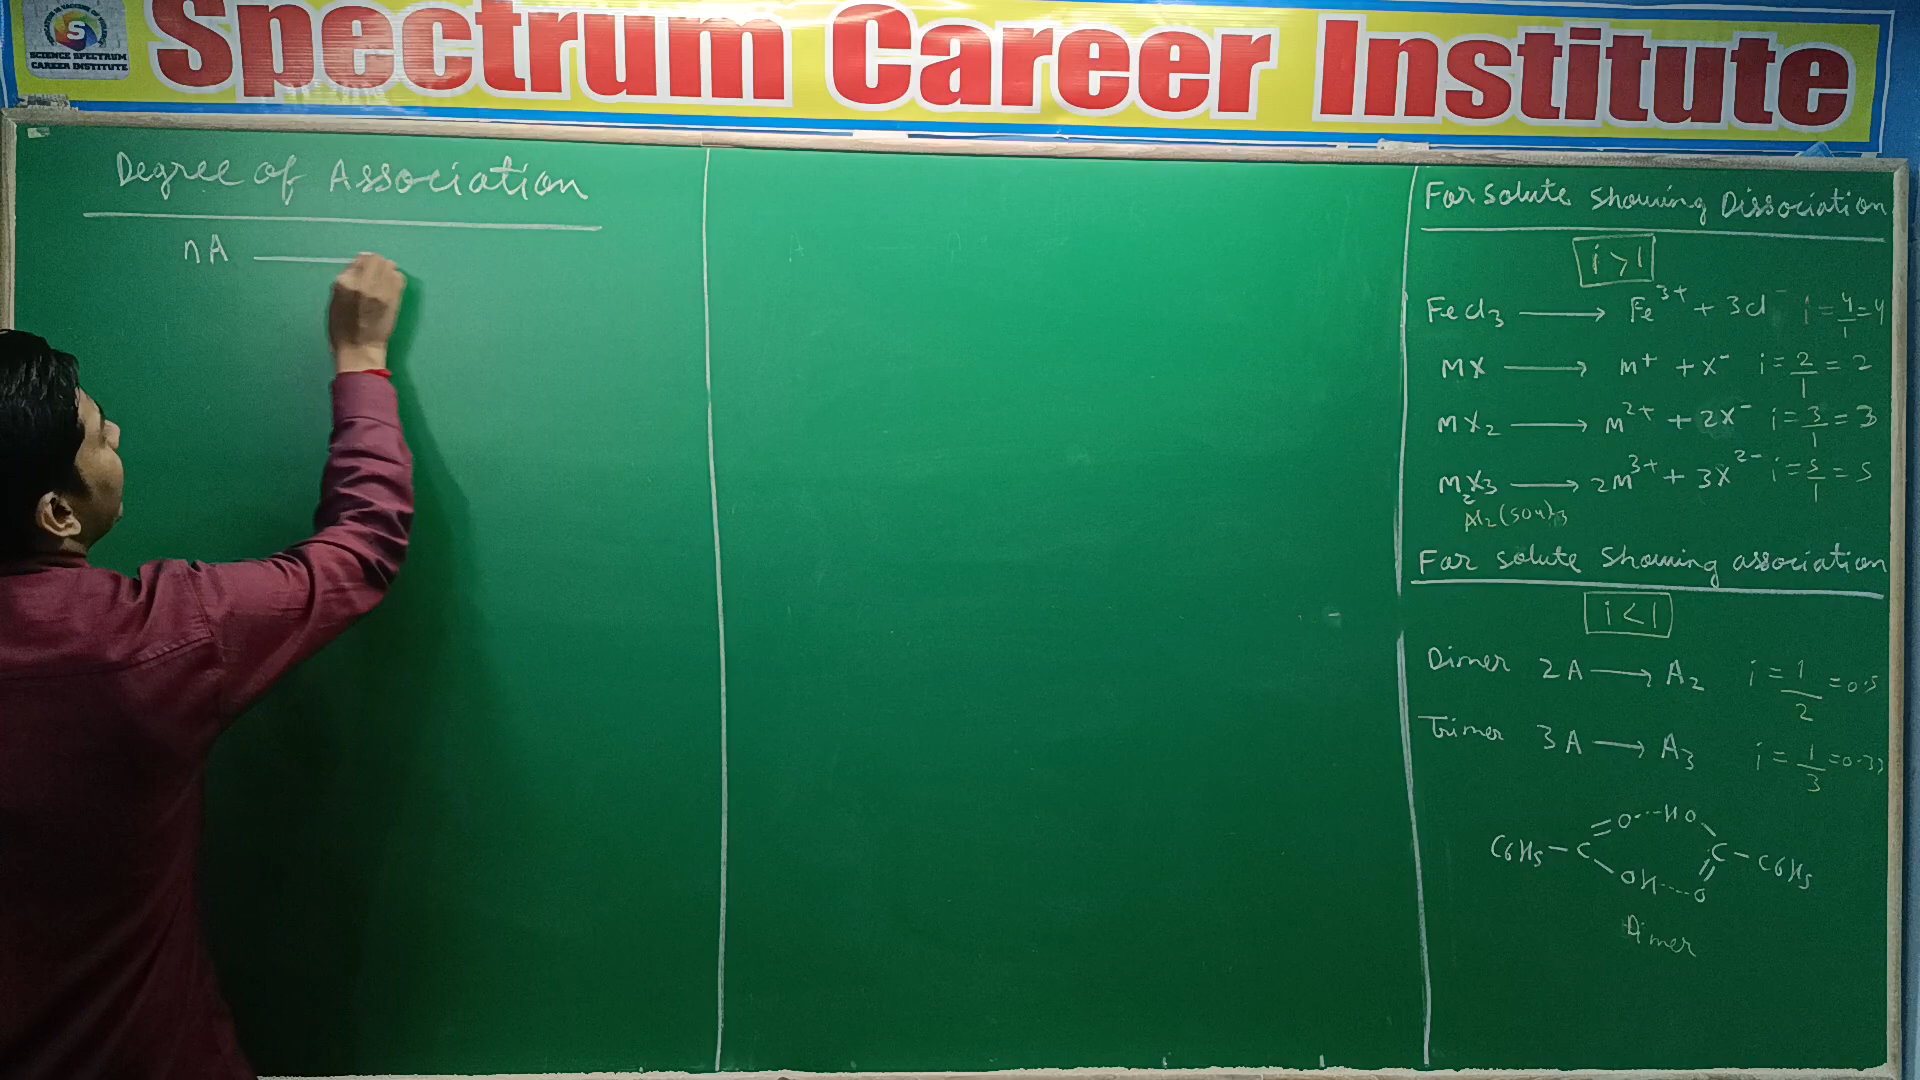 Spectrum Career Institute
S
SCIENCE SPECTRUM
CAREER INSTITUTE
Degree of Association
nA
For solute showing Dissociation
i > 1
FeCl₃ → Fe³⁺ + 3Cl⁻ i = 4/1 = 4
MX → M⁺ + X⁻ i = 2/1 = 2
MX₂ → M²⁺ + 2X⁻ i = 3/1 = 3
M₂X₃ → 2M³⁺ + 3X²⁻ i = 5/1 = 5
Al₂(SO₄)₃
For solute showing association
i < 1
Dimer 2A → A₂ i = 1/2 = 0.5
Trimer 3A → A₃ i = 1/3 = 0.33
O---HO
C6H5–C C–C6H5
OH----O
Dimer